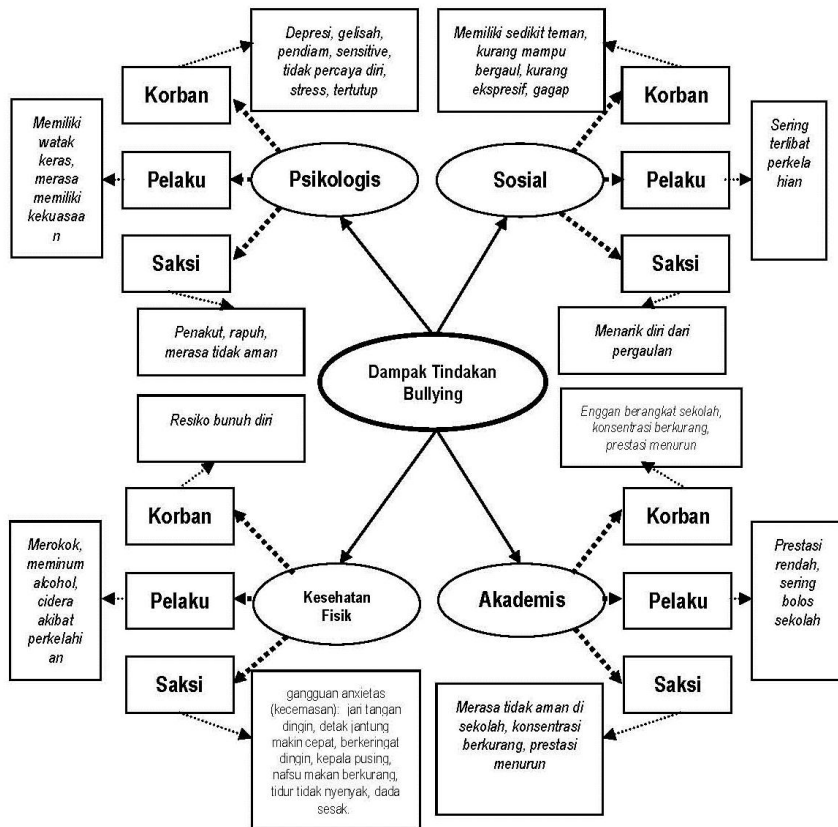 Depresi, gelisah,
pendiam, sensitive,
tidak percaya diri,
stress, tertutup
Korban
Memiliki
watak
keras,
merasa
memiliki
kekuasaa
n
Pelaku
Psikologis
Saksi
Penakut, rapuh,
merasa tidak aman
Memiliki sedikit teman,
kurang mampu
bergaul, kurang
ekspresif, gagap
Korban
Sering
terlibat
perkela
hian
Pelaku
Sosial
Saksi
Menarik diri dari
pergaulan
Dampak Tindakan
Bullying
Resiko bunuh diri
Korban
Merokok,
meminum
alcohol,
cidera
akibat
perkelahi
an
Pelaku
Kesehatan
Fisik
Saksi
gangguan anxietas
(kecemasan): jari tangan
dingin, detak jantung
makin cepat, berkeringat
dingin, kepala pusing,
nafsu makan berkurang,
tidur tidak nyenyak, dada
sesak.
Enggan berangkat sekolah,
konsentrasi berkurang,
prestasi menurun
Korban
Prestasi
rendah,
sering
bolos
sekolah
Pelaku
Akademis
Saksi
Merasa tidak aman di
sekolah, konsentrasi
berkurang, prestasi
menurun